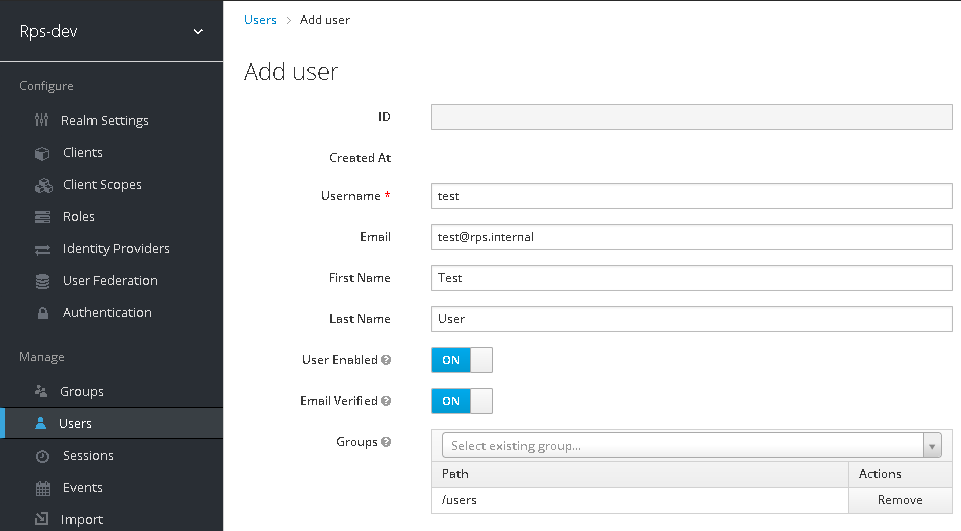 Rps-dev
Configure
Realm Settings
Clients
Client Scopes
Roles
Identity Providers
User Federation
Authentication
Manage
Groups
Users
Sessions
Events
Import
Users > Add user
Add user
ID
Created At
Username * test
Email test@rps.internal
First Name Test
Last Name User
User Enabled ON
Email Verified ON
Groups Select existing group...
Path Actions
/users Remove